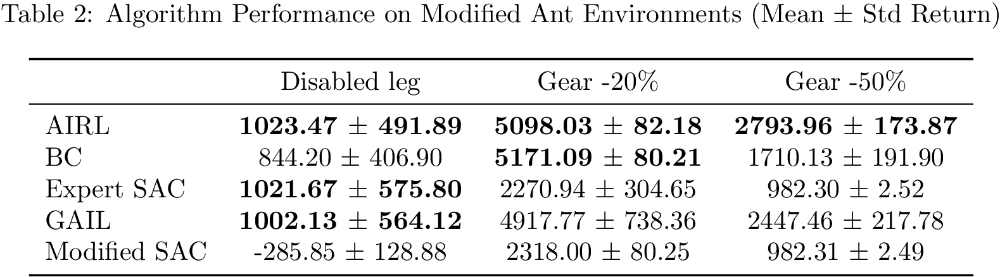 Table 2: Algorithm Performance on Modified Ant Environments (Mean ± Std Return)
Disabled leg Gear -20% Gear -50%
AIRL 1023.47 ± 491.89 5098.03 ± 82.18 2793.96 ± 173.87
BC 844.20 ± 406.90 5171.09 ± 80.21 1710.13 ± 191.90
Expert SAC 1021.67 ± 575.80 2270.94 ± 304.65 982.30 ± 2.52
GAIL 1002.13 ± 564.12 4917.77 ± 738.36 2447.46 ± 217.78
Modified SAC -285.85 ± 128.88 2318.00 ± 80.25 982.31 ± 2.49